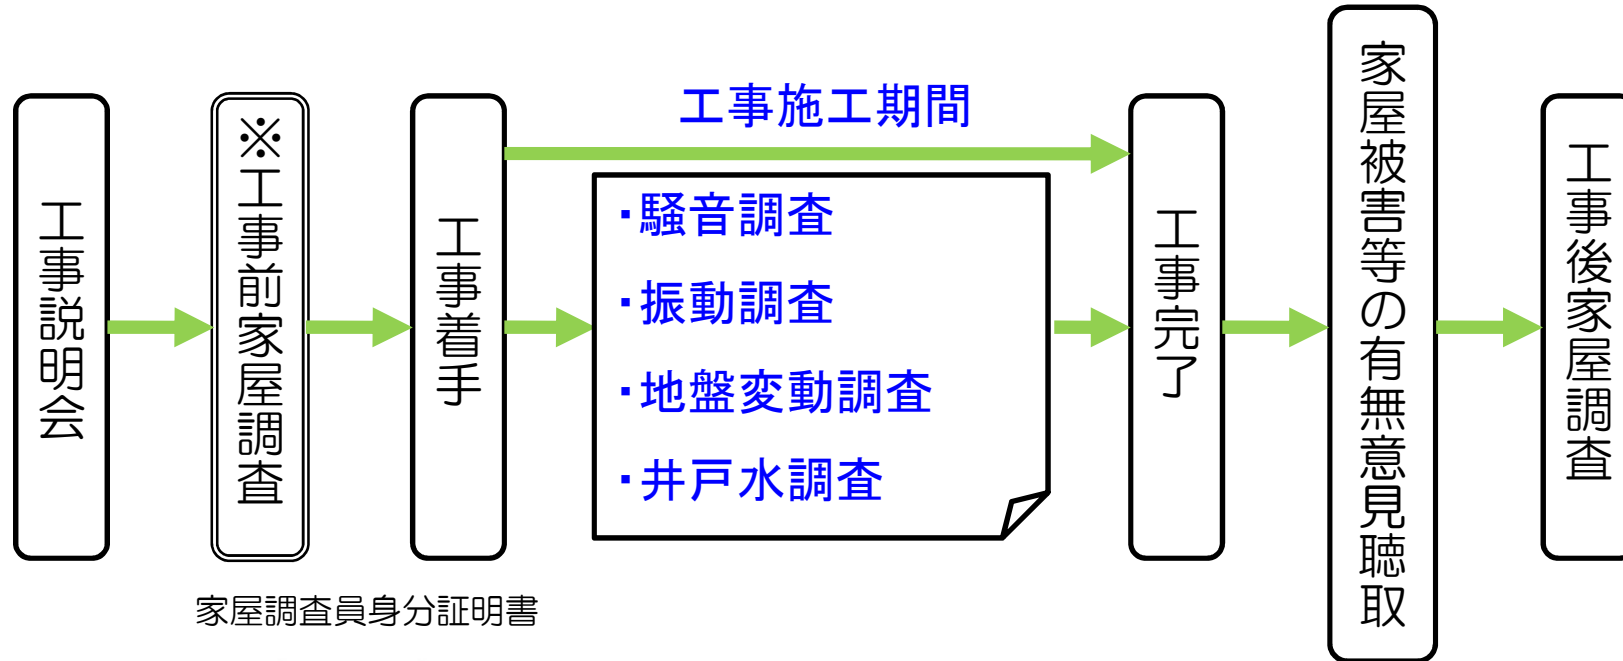 工事説明会
※工事前家屋調査
家屋調査員身分証明書
工事着手
工事施工期間
・騒音調査
・振動調査
・地盤変動調査
・井戸水調査
工事完了
家屋被害等の有無意見聴取
工事後家屋調査